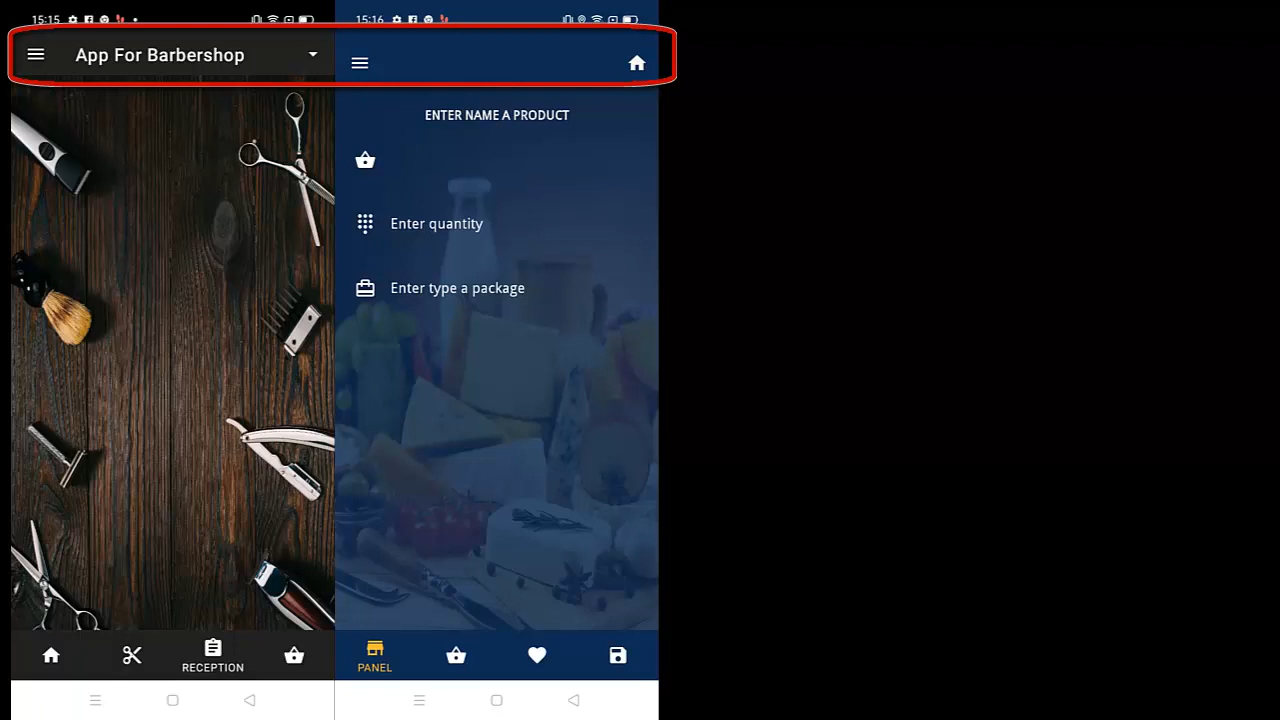 15:15
App For Barbershop
RECEPTION
15:16
ENTER NAME A PRODUCT
Enter quantity
Enter type a package
PANEL